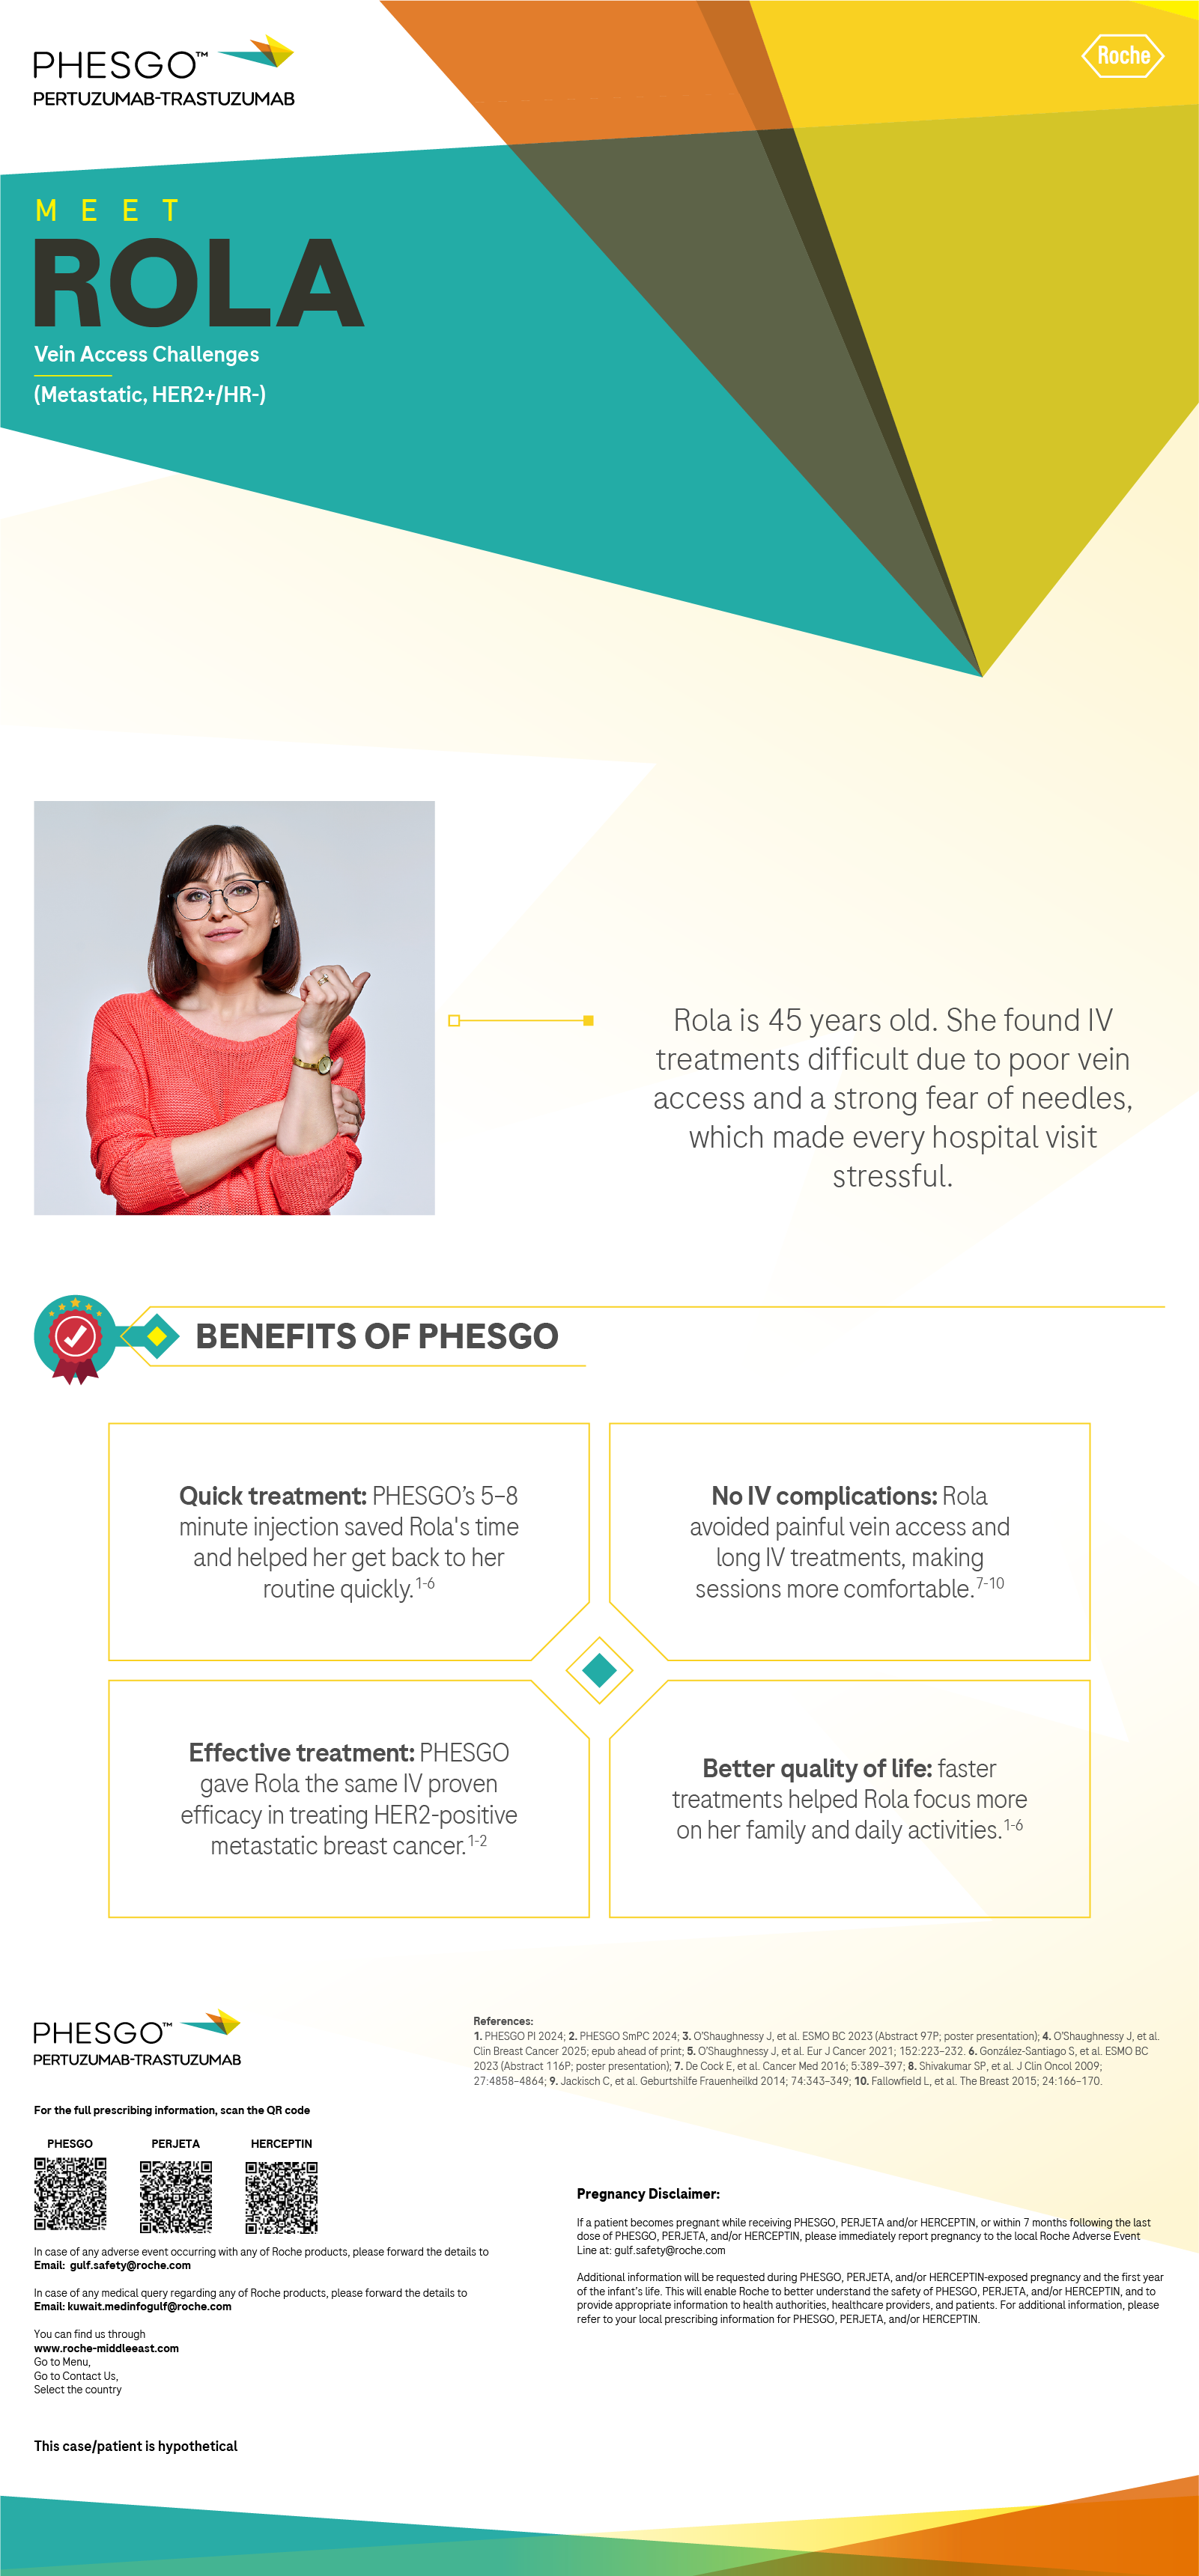 PHESGO™
PERTUZUMAB-TRASTUZUMAB
Roche
MEET
ROLA
Vein Access Challenges
(Metastatic, HER2+/HR-)
Rola is 45 years old. She found IV
treatments difficult due to poor vein
access and a strong fear of needles,
which made every hospital visit
stressful.
BENEFITS OF PHESGO
Quick treatment: PHESGO’s 5–8
minute injection saved Rola's time
and helped her get back to her
routine quickly.1-6
No IV complications: Rola
avoided painful vein access and
long IV treatments, making
sessions more comfortable.7-10
Effective treatment: PHESGO
gave Rola the same IV proven
efficacy in treating HER2-positive
metastatic breast cancer.1-2
Better quality of life: faster
treatments helped Rola focus more
on her family and daily activities.1-6
PHESGO™
PERTUZUMAB-TRASTUZUMAB
References:
1. PHESGO PI 2024; 2. PHESGO SmPC 2024; 3. O’Shaughnessy J, et al. ESMO BC 2023 (Abstract 97P; poster presentation); 4. O’Shaughnessy J, et al.
Clin Breast Cancer 2025; epub ahead of print; 5. O’Shaughnessy J, et al. Eur J Cancer 2021; 152:223–232. 6. González-Santiago S, et al. ESMO BC
2023 (Abstract 116P; poster presentation); 7. De Cock E, et al. Cancer Med 2016; 5:389–397; 8. Shivakumar SP, et al. J Clin Oncol 2009;
27:4858–4864; 9. Jackisch C, et al. Geburtshilfe Frauenheilkd 2014; 74:343–349; 10. Fallowfield L, et al. The Breast 2015; 24:166–170.
For the full prescribing information, scan the QR code
PHESGO PERJETA HERCEPTIN
In case of any adverse event occurring with any of Roche products, please forward the details to
Email: gulf.safety@roche.com
In case of any medical query regarding any of Roche products, please forward the details to
Email: kuwait.medinfogulf@roche.com
You can find us through
www.roche-middleeast.com
Go to Menu,
Go to Contact Us,
Select the country
Pregnancy Disclaimer:
If a patient becomes pregnant while receiving PHESGO, PERJETA and/or HERCEPTIN, or within 7 months following the last
dose of PHESGO, PERJETA, and/or HERCEPTIN, please immediately report pregnancy to the local Roche Adverse Event
Line at: gulf.safety@roche.com
Additional information will be requested during PHESGO, PERJETA, and/or HERCEPTIN-exposed pregnancy and the first year
of the infant’s life. This will enable Roche to better understand the safety of PHESGO, PERJETA, and/or HERCEPTIN, and to
provide appropriate information to health authorities, healthcare providers, and patients. For additional information, please
refer to your local prescribing information for PHESGO, PERJETA, and/or HERCEPTIN.
This case/patient is hypothetical